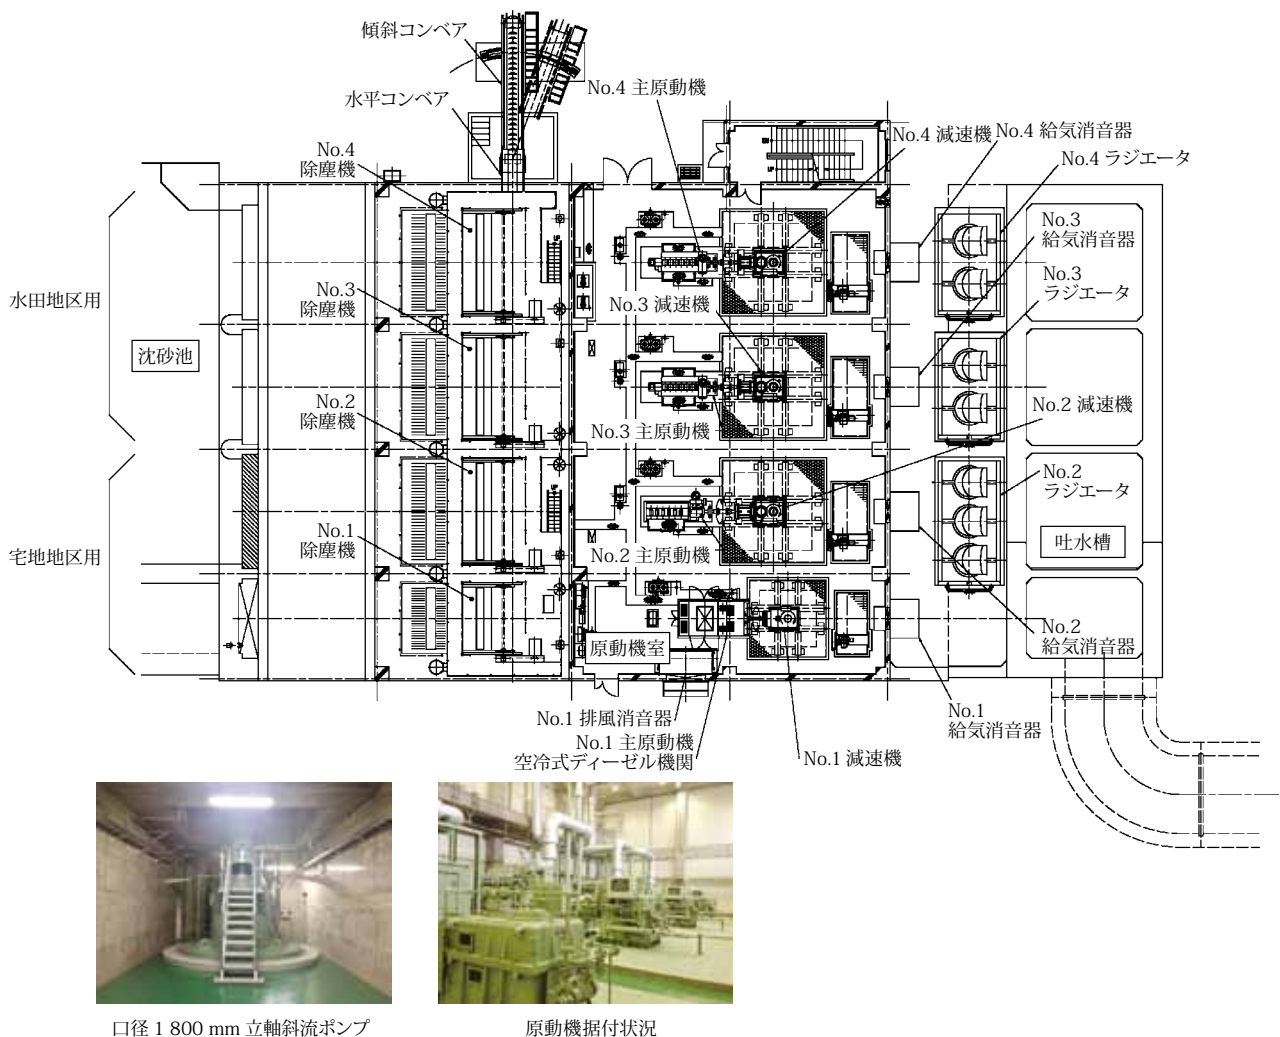 傾斜コンベア
水平コンベア
No.4 主原動機
No.4
除塵機
No.4 減速機
No.4 給気消音器
No.4 ラジエータ
No.3
給気消音器
No.3
ラジエータ
水田地区用
沈砂池
No.3
除塵機
No.3 減速機
No.2
除塵機
No.3 主原動機
No.2 減速機
No.2
ラジエータ
宅地地区用
No.1
除塵機
No.2 主原動機
吐水槽
No.2
給気消音器
原動機室
No.1 排風消音器
No.1 主原動機
空冷式ディーゼル機関
No.1 減速機
No.1
給気消音器
口径 1 800 mm 立軸斜流ポンプ
原動機据付状況